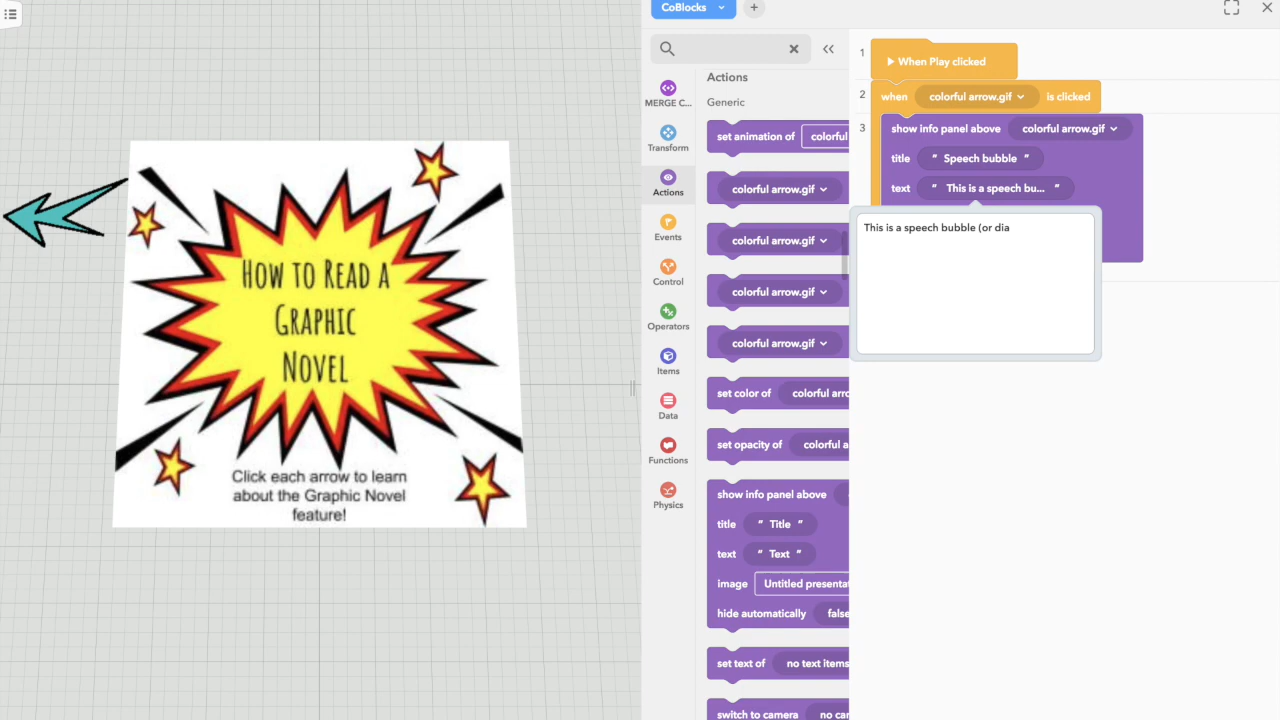 CoBlocks
+
Actions
Generic
MERGE C...
Transform
Actions
Events
Control
Operators
Items
Data
Functions
Physics
set animation of colorful
colorful arrow.gif
colorful arrow.gif
colorful arrow.gif
colorful arrow.gif
set color of colorful arro
set opacity of colorful a
show info panel above
title " Title "
text " Text "
image Untitled presentat
hide automatically false
set text of no text items
switch to camera no can
1
When Play clicked
2
when colorful arrow.gif is clicked
3
show info panel above colorful arrow.gif
title " Speech bubble "
text " This is a speech bu... "
This is a speech bubble (or dia
How to Read a
Graphic
Novel
Click each arrow to learn
about the Graphic Novel
feature!